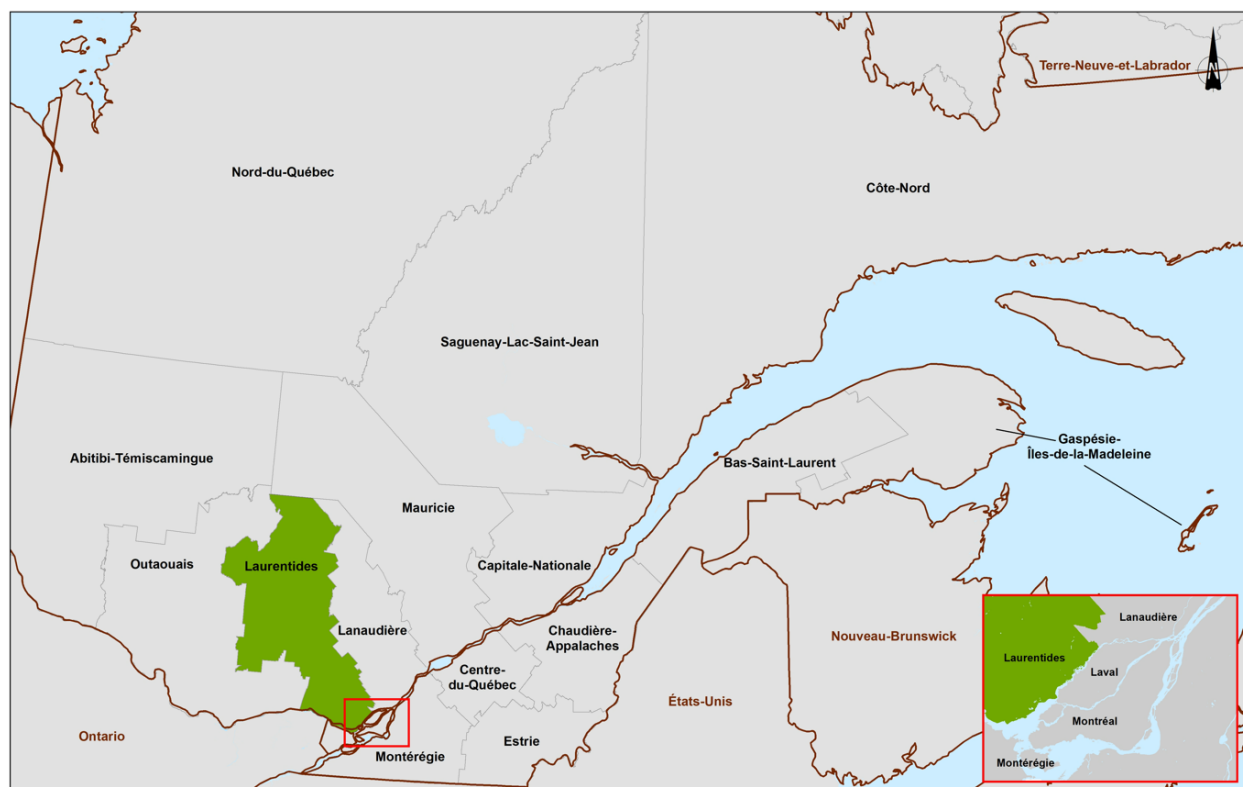 Terre-Neuve-et-Labrador
Nord-du-Québec
Côte-Nord
Saguenay-Lac-Saint-Jean
Abitibi-Témiscamingue
Bas-Saint-Laurent
Gaspésie-
Îles-de-la-Madeleine
Mauricie
Outaouais
Laurentides
Capitale-Nationale
Lanaudière
Chaudière-
Appalaches
Nouveau-Brunswick
Centre-
du-Québec
États-Unis
Ontario
Estrie
Montérégie
Lanaudière
Laurentides
Laval
Montréal
Montérégie